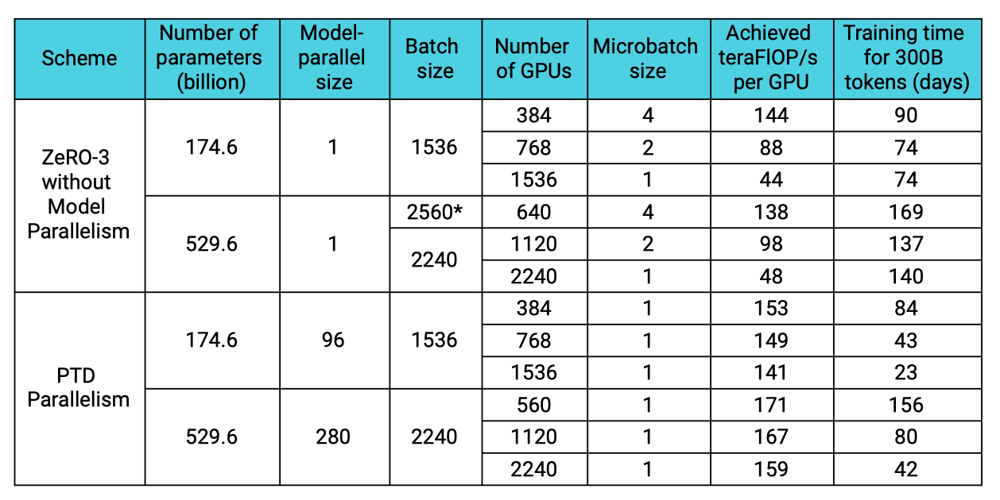 Scheme
Number of
parameters
(billion)
Model-
parallel
size
Batch
size
Number
of GPUs
Microbatch
size
Achieved
teraFlOP/s
per GPU
Training time
for 300B
tokens (days)
ZeRO-3
without
Model
Parallelism
174.6
1
1536
384 4 144 90
768 2 88 74
1536 1 44 74
529.6
1
2560*
640 4 138 169
2240
1120 2 98 137
2240 1 48 140
PTD
Parallelism
174.6
96
1536
384 1 153 84
768 1 149 43
1536 1 141 23
529.6
280
2240
560 1 171 156
1120 1 167 80
2240 1 159 42